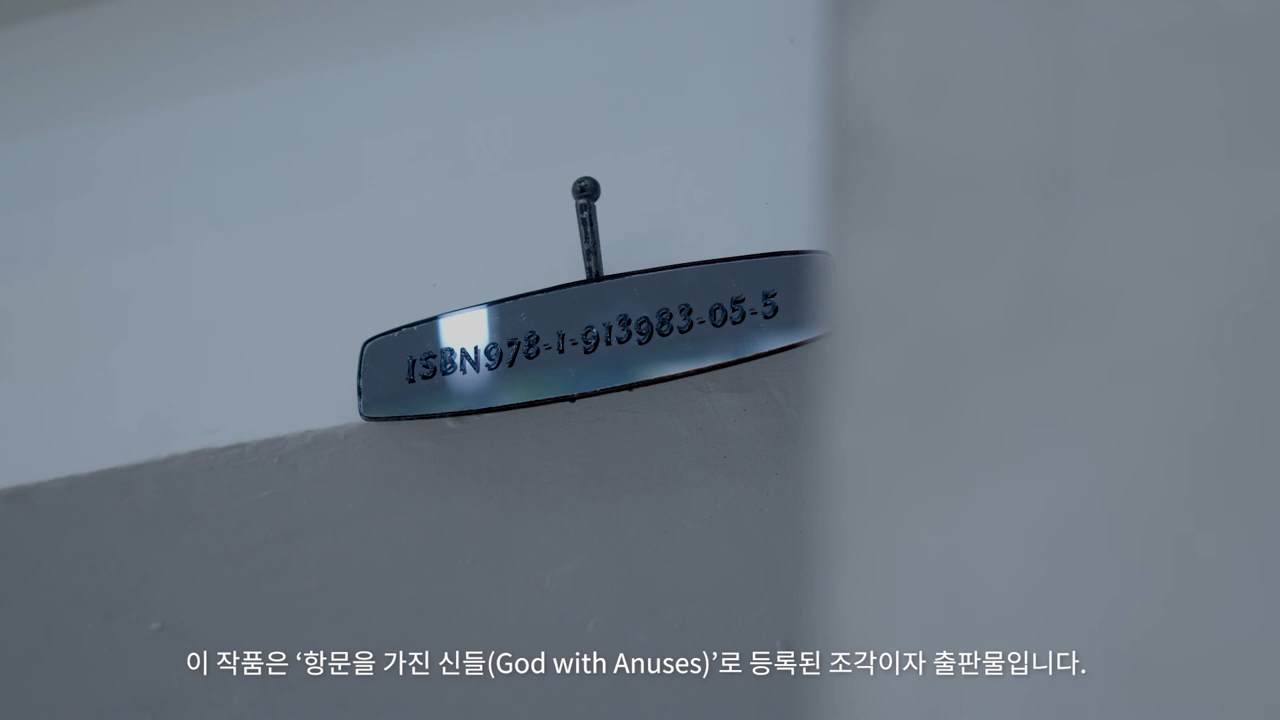 ISBN978-1-913983-05-5
이 작품은 ‘항문을 가진 신들(God with Anuses)’로 등록된 조각이자 출판물입니다.